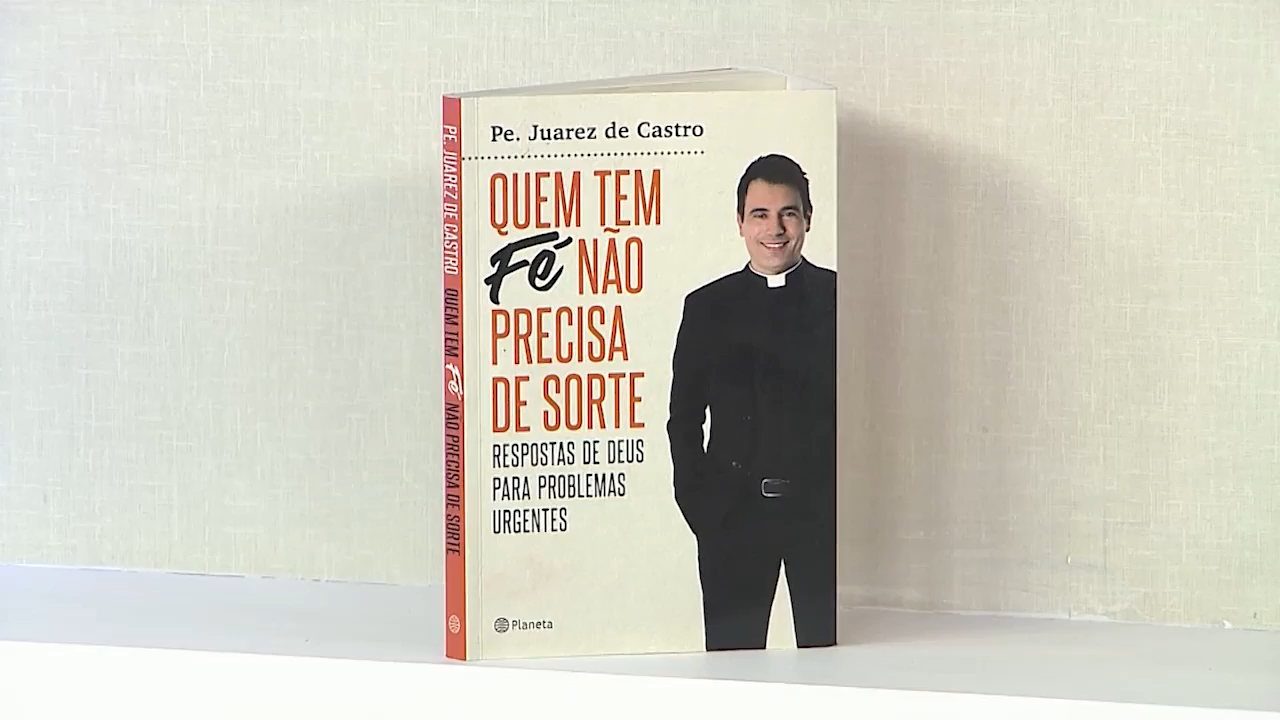 Pe. Juarez de Castro
QUEM TEM
Fé NÃO
PRECISA
DE SORTE
RESPOSTAS DE DEUS
PARA PROBLEMAS
URGENTES
Planeta
PE. JUAREZ DE CASTRO QUEM TEM Fé NÃO PRECISA DE SORTE